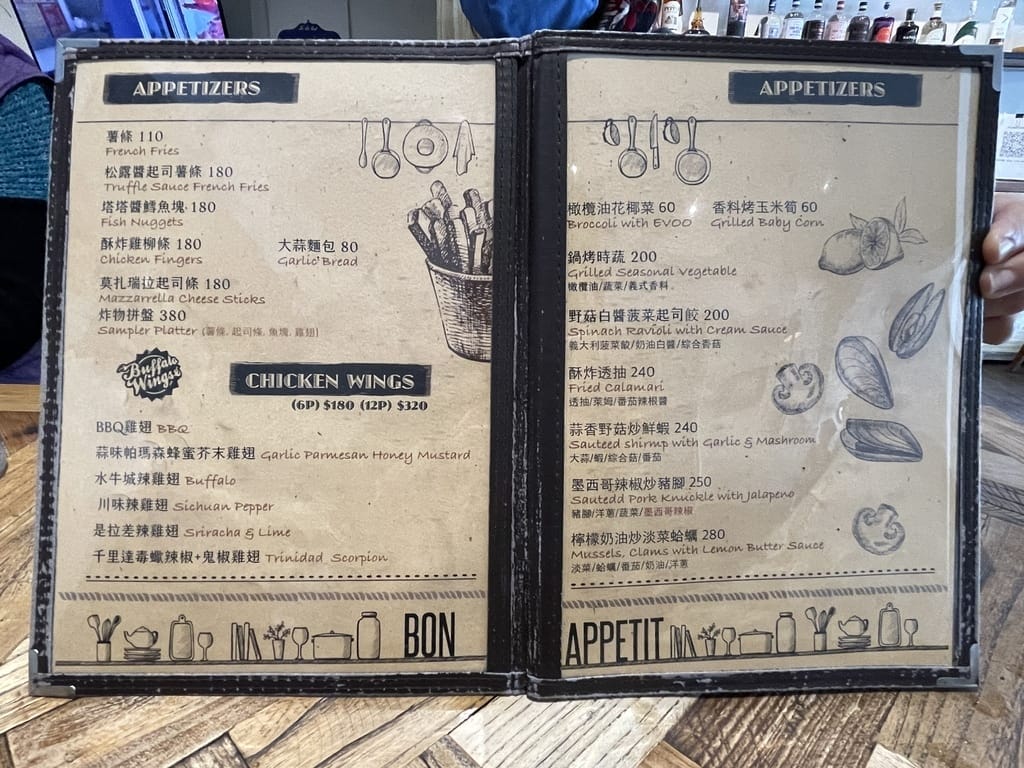 APPETIZERS
薯條 110
French Fries
松露醬起司薯條 180
Truffle Sauce French Fries
塔塔醬鱈魚塊 180
Fish Nuggets
酥炸雞柳條 180
Chicken Fingers
大蒜麵包 80
Garlic Bread
莫扎瑞拉起司條 180
Mazzarella Cheese Sticks
炸物拼盤 380
Sampler Platter (薯條. 起司條. 魚塊. 雞翅)
Buffalo
Wings
CHICKEN WINGS
(6P) $180 (12P) $320
BBQ雞翅 BBQ
蒜味帕瑪森蜂蜜芥末雞翅 Garlic Parmesan Honey Mustard
水牛城辣雞翅 Buffalo
川味辣雞翅 Sichuan Pepper
是拉差辣雞翅 Sriracha & Lime
千里達毒蠍辣椒+鬼椒雞翅 Trinidad Scorpion
BON
APPETIZERS
橄欖油花椰菜 60
Broccoli with EVOO
香料烤玉米筍 60
Grilled Baby Corn
鍋烤時蔬 200
Grilled Seasonal Vegetable
橄欖油/蔬菜/義式香料
野菇白醬菠菜起司餃 200
Spinach Ravioli with Cream Sauce
義大利菠菜餃/奶油白醬/綜合香菇
酥炸透抽 240
Fried Calamari
透抽/萊姆/番茄辣根醬
蒜香野菇炒鮮蝦 240
Sauteed shirmp with Garlic & Mashroom
大蒜/蝦/綜合菇/番茄
墨西哥辣椒炒豬腳 250
Sautedd Pork Knuckle with Jalapeno
豬腳/洋蔥/蔬菜/墨西哥辣椒
檸檬奶油炒淡菜蛤蠣 280
Mussels, Clams with Lemon Butter Sauce
淡菜/蛤蠣/番茄/奶油/洋蔥
APPETIT